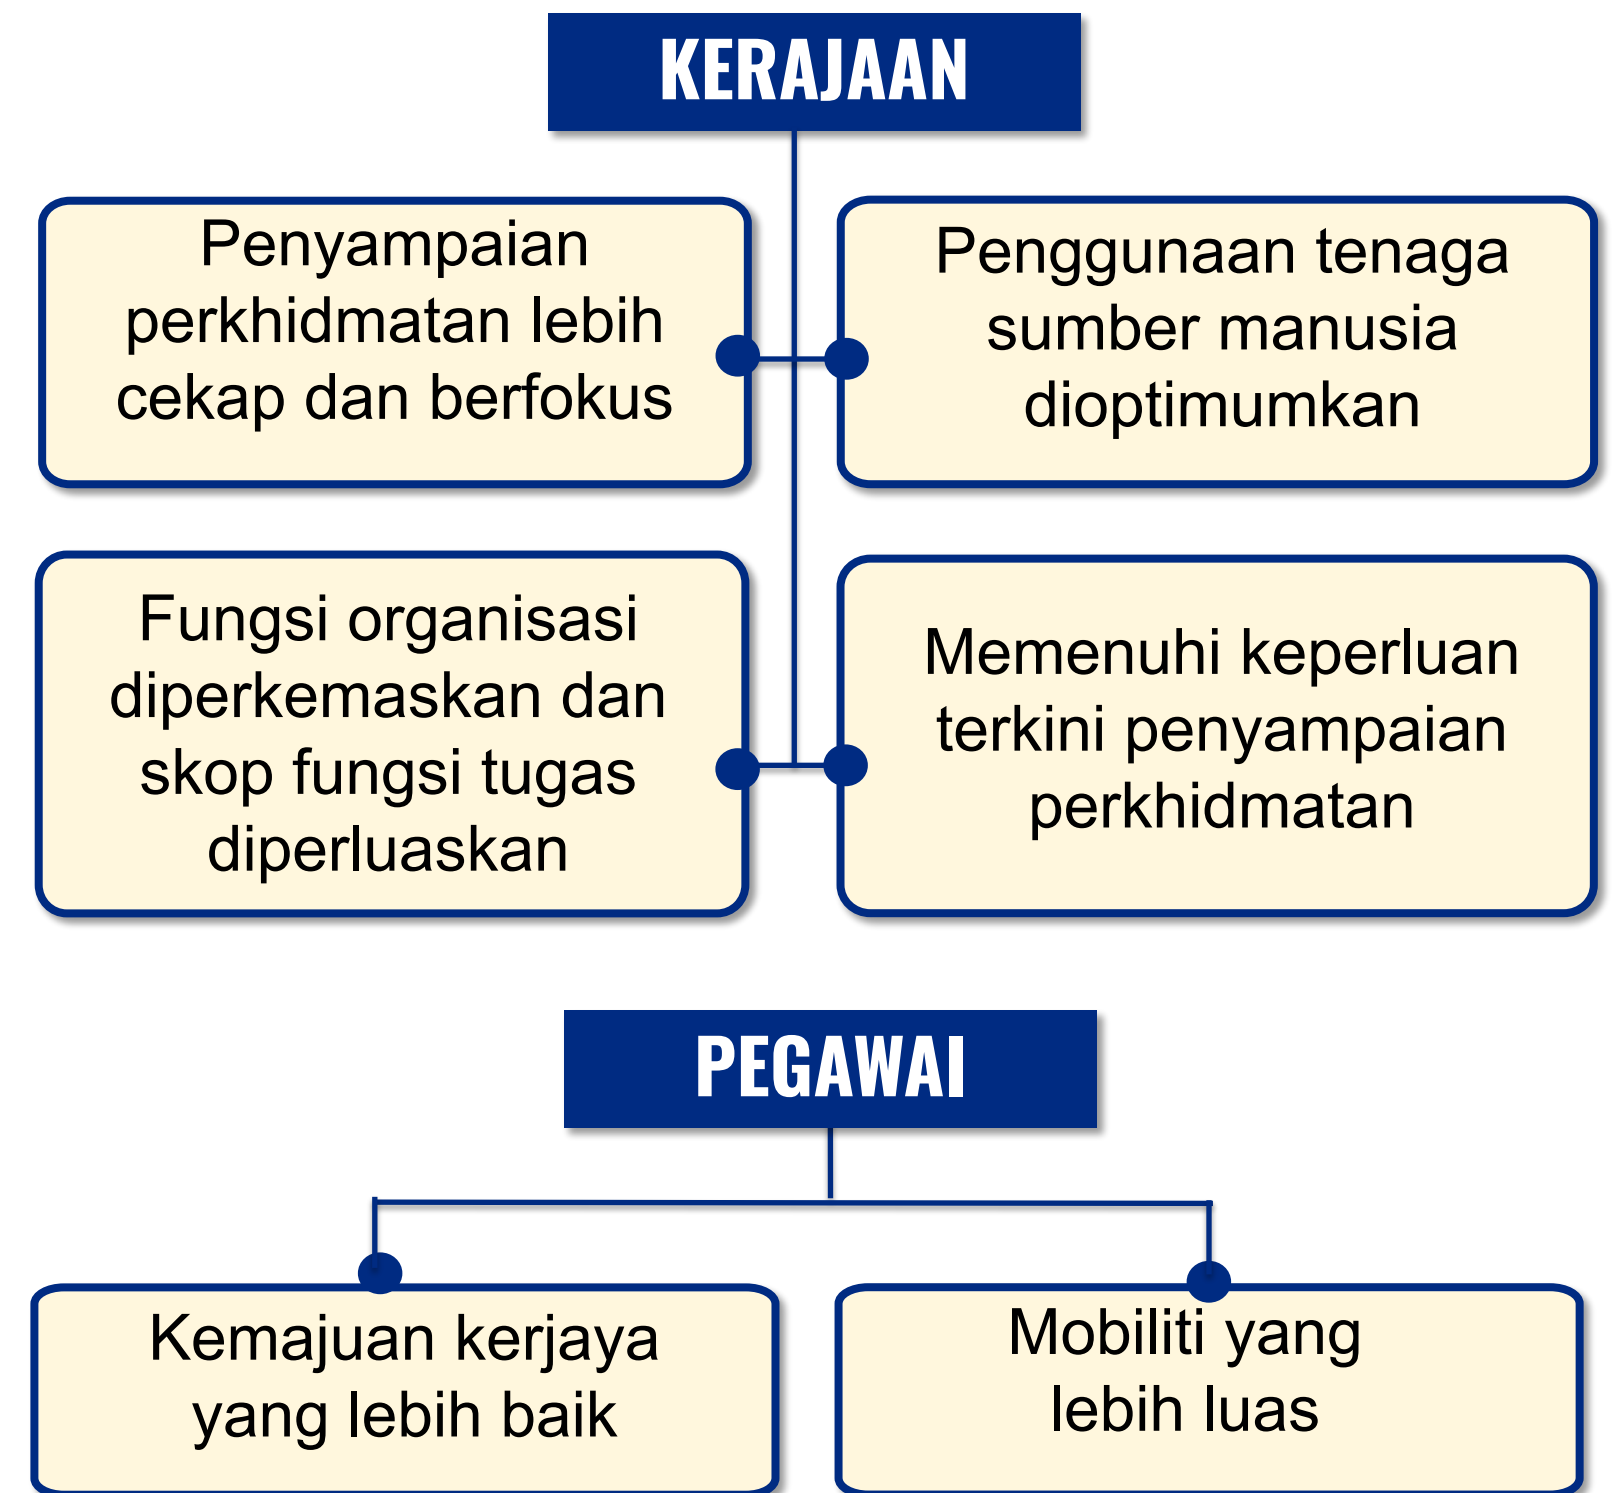 KERAJAAN
Penyampaian
perkhidmatan lebih
cekap dan berfokus
Penggunaan tenaga
sumber manusia
dioptimumkan
Fungsi organisasi
diperkemaskan dan
skop fungsi tugas
diperluaskan
Memenuhi keperluan
terkini penyampaian
perkhidmatan
PEGAWAI
Kemajuan kerjaya
yang lebih baik
Mobiliti yang
lebih luas